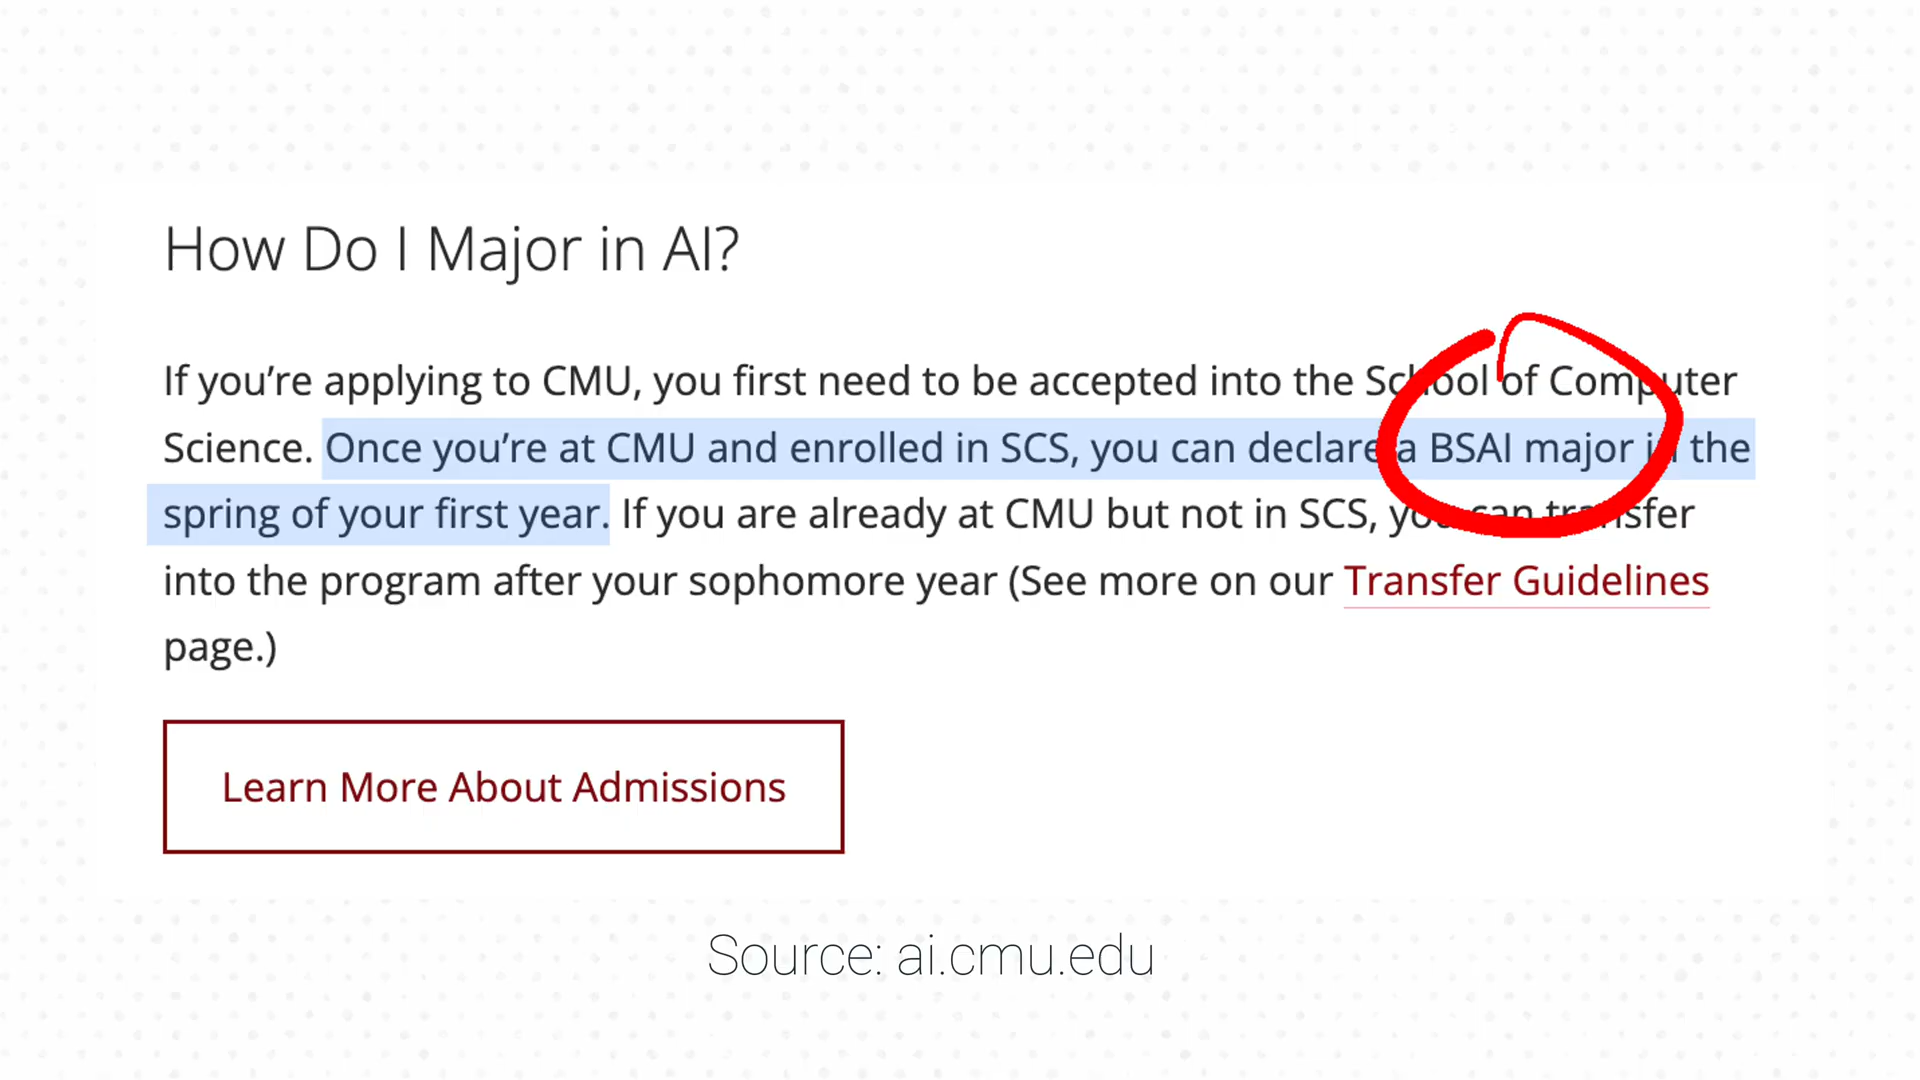 How Do I Major in AI?
If you’re applying to CMU, you first need to be accepted into the School of Computer
Science. Once you’re at CMU and enrolled in SCS, you can declare a BSAI major in the
spring of your first year. If you are already at CMU but not in SCS, you can transfer
into the program after your sophomore year (See more on our Transfer Guidelines
page.)
Learn More About Admissions
Source: ai.cmu.edu